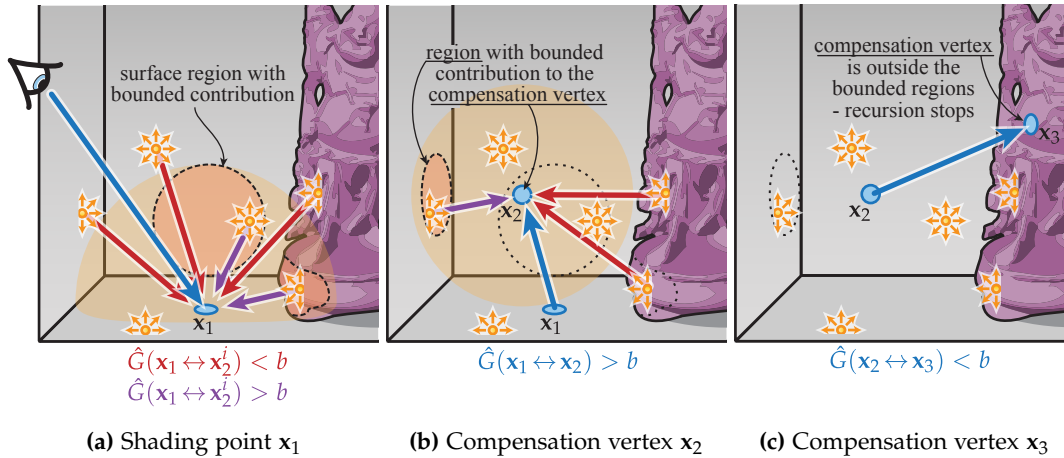 surface region with
bounded contribution
x₁
Ĝ(x₁ ↔ x₂ⁱ) < b
Ĝ(x₁ ↔ x₂ⁱ) > b
(a) Shading point x₁
region with bounded
contribution to the
compensation vertex
x₂
x₁
Ĝ(x₁ ↔ x₂) > b
(b) Compensation vertex x₂
compensation vertex
is outside the
bounded regions
- recursion stops
x₃
x₂
Ĝ(x₂ ↔ x₃) < b
(c) Compensation vertex x₃